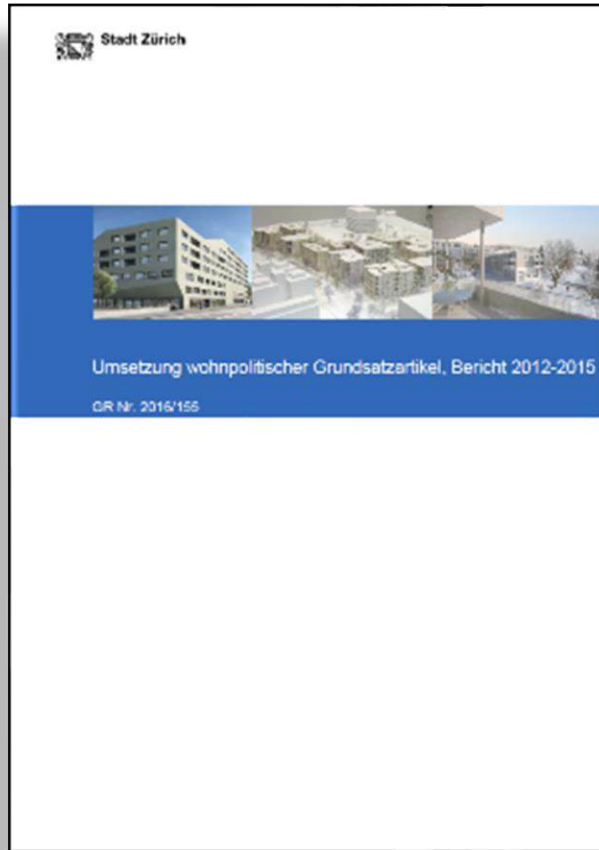 Stadt Zürich
Umsetzung wohnpolitischer Grundsatzartikel, Bericht 2012-2015
GR Nr. 2016/155